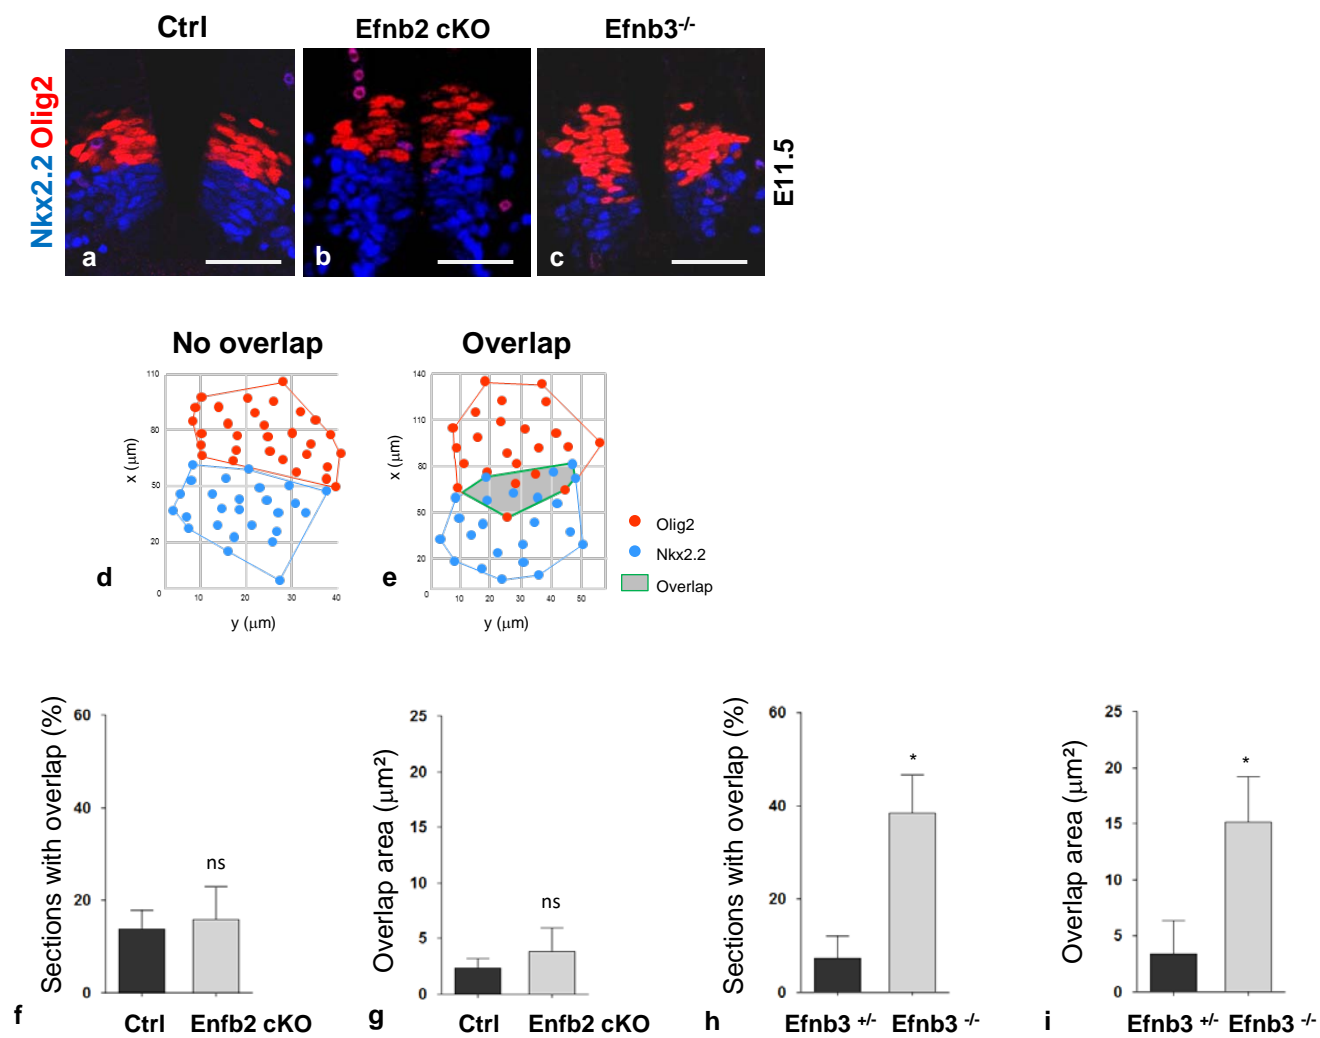 Ctrl
Efnb2 cKO
Efnb3-/-
Nkx2.2 Olig2
E11.5
a
b
c
No overlap
Overlap
110
80
50
20
0
10
20
30
40
x (μm)
y (μm)
d
140
110
80
50
20
0
10
20
30
40
50
x (μm)
y (μm)
e
Olig2
Nkx2.2
Overlap
Sections with overlap (%)
60
40
20
0
ns
f
Ctrl
Enfb2 cKO
Overlap area (μm²)
25
20
15
10
5
0
ns
g
Ctrl
Enfb2 cKO
Sections with overlap (%)
60
40
20
0
*
h
Efnb3 +/-
Efnb3 -/-
Overlap area (μm²)
25
20
15
10
5
0
*
i
Efnb3 +/-
Efnb3 -/-